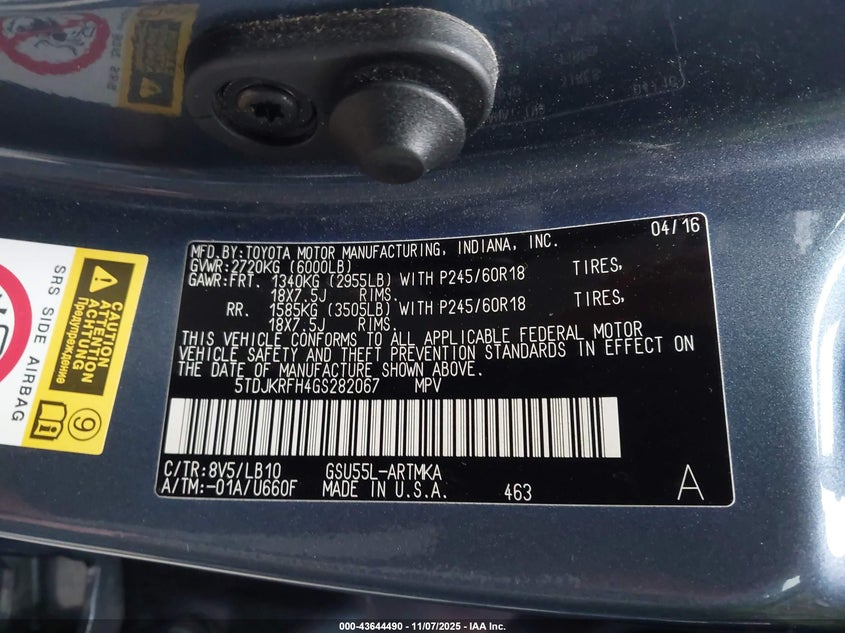 MFD.BY:TOYOTA MOTOR MANUFACTURING, INDIANA, INC. 04/16
GVWR:2720KG (6000LB)
GAWR:FRT. 1340KG (2955LB) WITH P245/60R18 TIRES,
18X7.5J RIMS.
RR. 1585KG (3505LB) WITH P245/60R18 TIRES,
18X7.5J RIMS.
THIS VEHICLE CONFORMS TO ALL APPLICABLE FEDERAL MOTOR
VEHICLE SAFETY AND THEFT PREVENTION STANDARDS IN EFFECT ON
THE DATE OF MANUFACTURE SHOWN ABOVE.
5TDJKRFH4GS282067 MPV
C/TR:8V5/LB10 GSU55L-ARTMKA
A/TM:-01A/U660F MADE IN U.S.A. 463 A
SRS SIDE AIRBAG
CAUTION
ATTENTION
ACHTUNG
Предупреждение
9
000-43644490 - 11/07/2025 - IAA Inc.